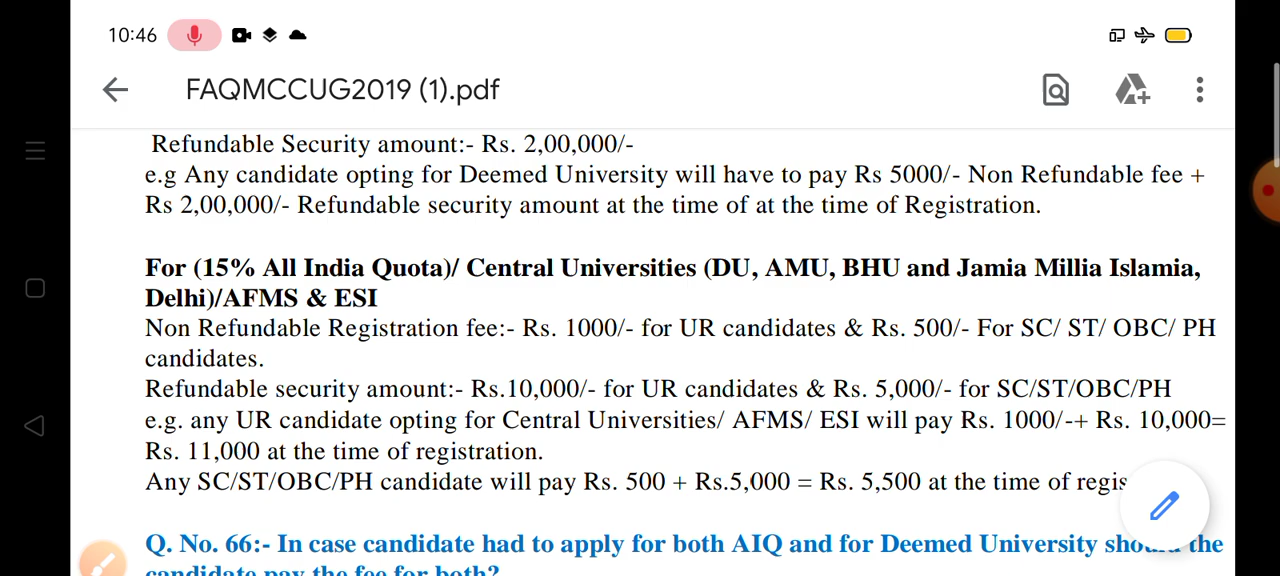 10:46
FAQMCCUG2019 (1).pdf
Refundable Security amount:- Rs. 2,00,000/-
e.g Any candidate opting for Deemed University will have to pay Rs 5000/- Non Refundable fee +
Rs 2,00,000/- Refundable security amount at the time of at the time of Registration.
For (15% All India Quota)/ Central Universities (DU, AMU, BHU and Jamia Millia Islamia,
Delhi)/AFMS & ESI
Non Refundable Registration fee:- Rs. 1000/- for UR candidates & Rs. 500/- For SC/ ST/ OBC/ PH
candidates.
Refundable security amount:- Rs.10,000/- for UR candidates & Rs. 5,000/- for SC/ST/OBC/PH
e.g. any UR candidate opting for Central Universities/ AFMS/ ESI will pay Rs. 1000/-+ Rs. 10,000=
Rs. 11,000 at the time of registration.
Any SC/ST/OBC/PH candidate will pay Rs. 500 + Rs.5,000 = Rs. 5,500 at the time of regis
Q. No. 66:- In case candidate had to apply for both AIQ and for Deemed University should the
candidate pay the fee for both?